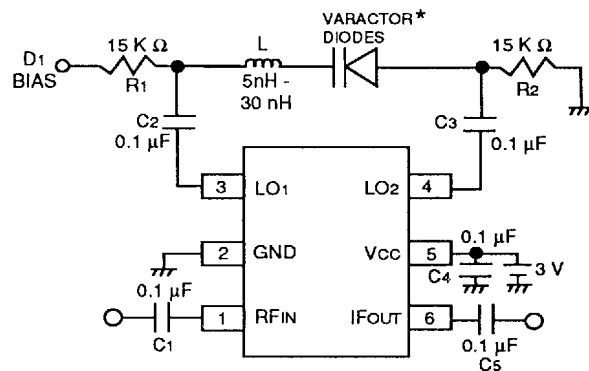 VARACTOR*
DIODES
15 K Ω
L
15 K Ω
D1
BIAS
R1
5nH -
30 nH
R2
C2
0.1 µF
C3
0.1 µF
3
LO1
LO2
4
2
GND
VCC
5
0.1 µF
C4
3 V
0.1 µF
1
RFIN
IFOUT
6
C1
0.1 µF
C5